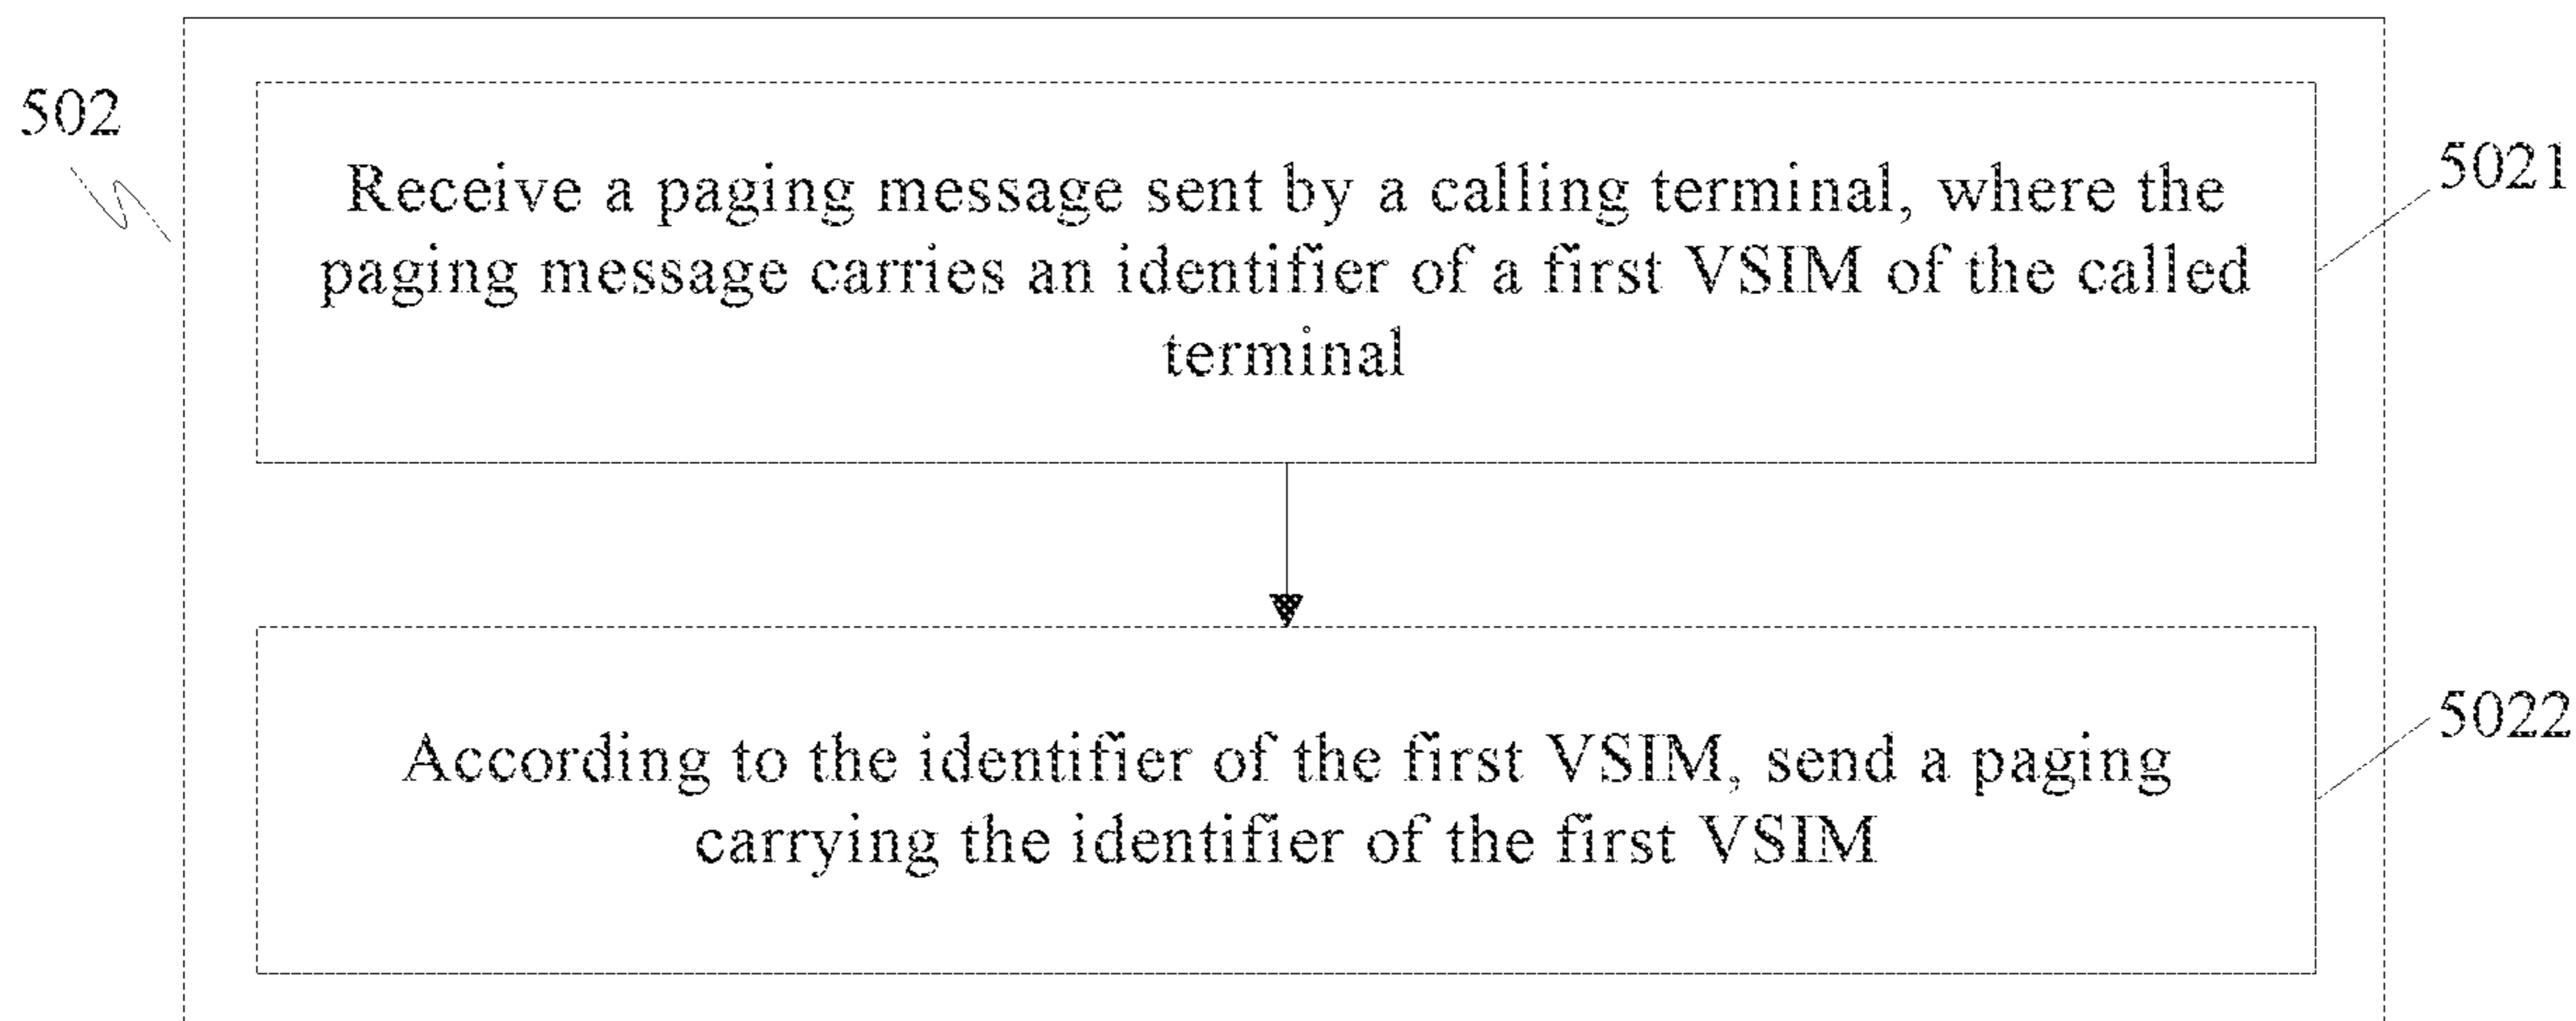 502
Receive a paging message sent by a calling terminal, where the
paging message carries an identifier of a first VSIM of the called
terminal
5021
According to the identifier of the first VSIM, send a paging
carrying the identifier of the first VSIM
5022